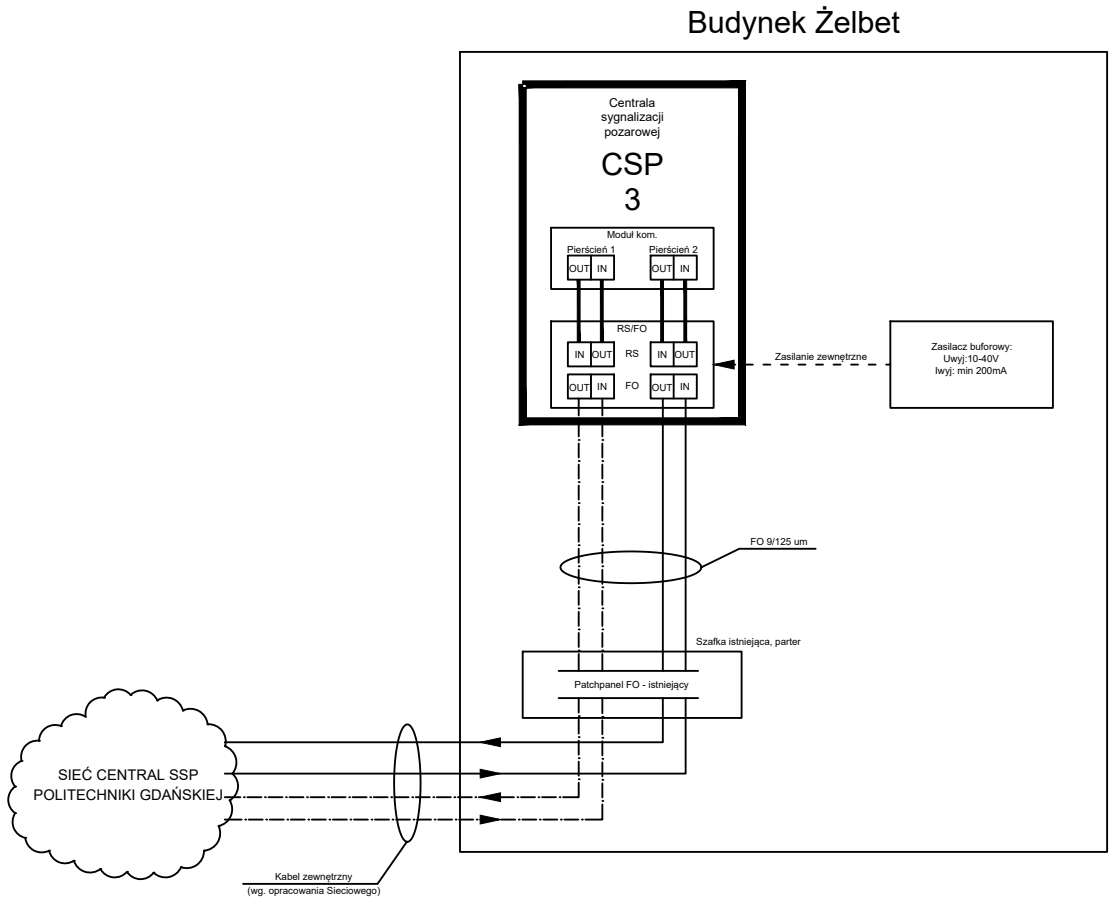 Budynek Żelbet
Centrala
sygnalizacji
pozarowej
CSP
3
Moduł kom.
Pierścień 1 Pierścień 2
OUT IN OUT IN
RS/FO
IN OUT RS IN OUT
OUT IN FO OUT IN
Zasilanie zewnętrzne
Zasilacz buforowy:
Uwyj:10-40V
Iwyj: min 200mA
FO 9/125 um
Szafka istniejąca, parter
Patchpanel FO - istniejący
SIEĆ CENTRAL SSP
POLITECHNIKI GDAŃSKIEJ
Kabel zewnętrzny
(wg. opracowania Sieciowego)